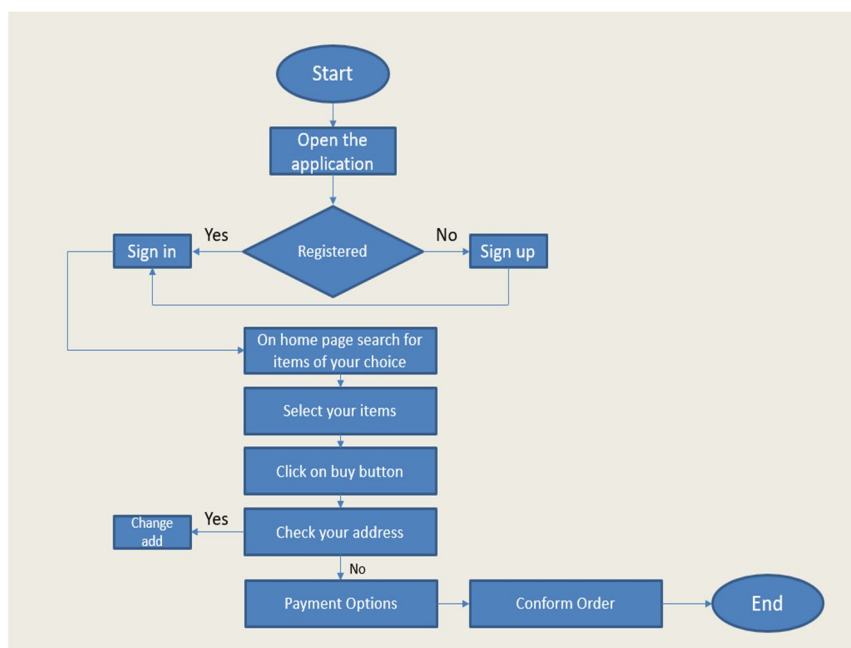 Start
Open the
application
Registered
Yes
No
Sign in
Sign up
On home page search for
items of your choice
Select your items
Click on buy button
Check your address
Yes
Change
add
No
Payment Options
Conform Order
End